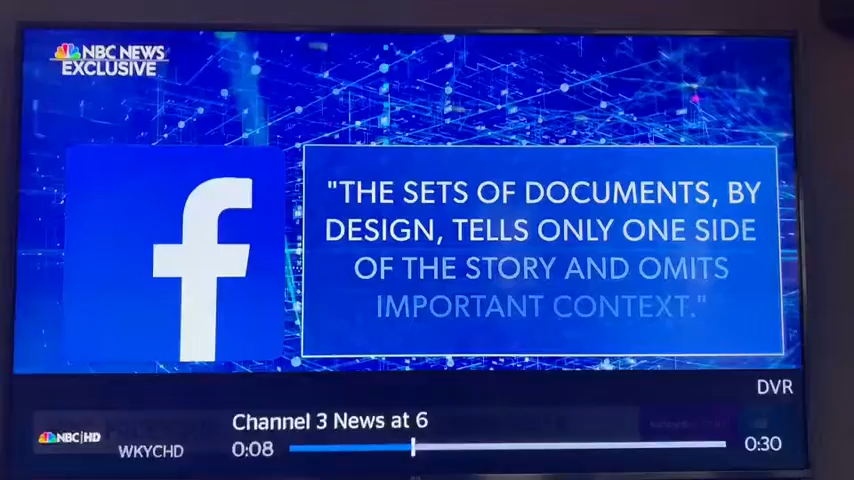 NBC NEWS
EXCLUSIVE
"THE SETS OF DOCUMENTS, BY
DESIGN, TELLS ONLY ONE SIDE
OF THE STORY AND OMITS
IMPORTANT CONTEXT."
DVR
Channel 3 News at 6
NBC|HD
WKYCHD
0:08
0:30